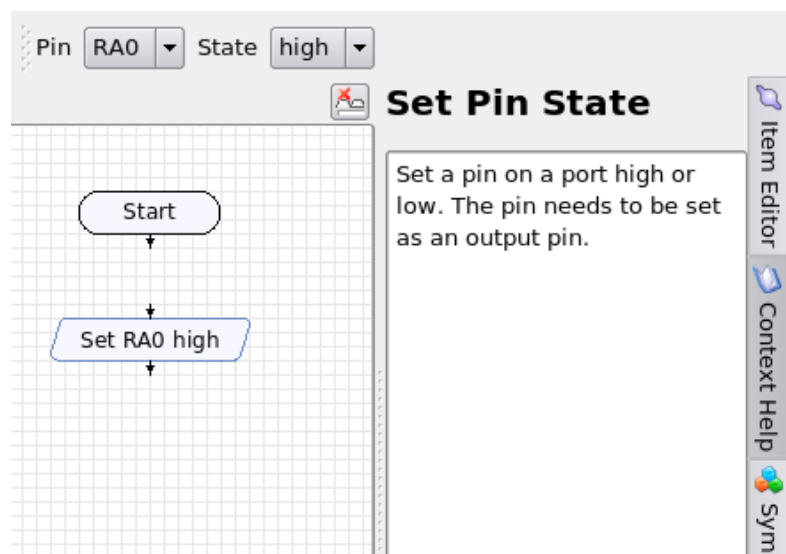 Pin RA0 State high
Set Pin State
Start
Set RA0 high
Set a pin on a port high or
low. The pin needs to be set
as an output pin.
Item Editor
Context Help
Sym